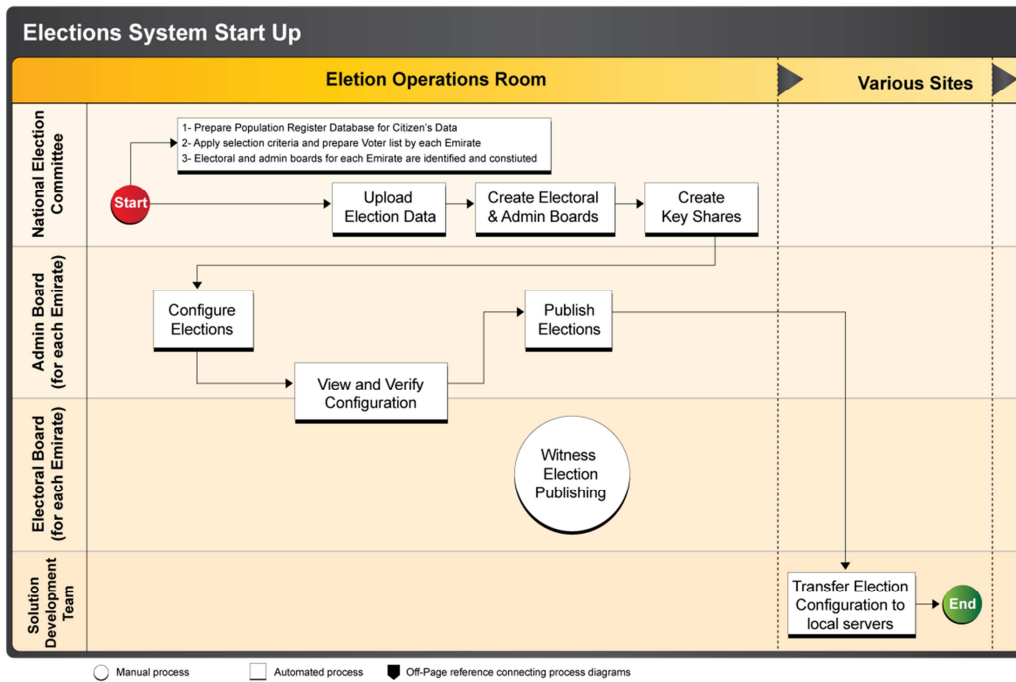 Elections System Start Up
Eletion Operations Room
Various Sites
National Election
Committee
1- Prepare Population Register Database for Citizen's Data
2- Apply selection criteria and prepare Voter list by each Emirate
3- Electoral and admin boards for each Emirate are identified and constiuted
Start
Upload
Election Data
Create Electoral
& Admin Boards
Create
Key Shares
Admin Board
(for each Emirate)
Configure
Elections
View and Verify
Configuration
Publish
Elections
Electoral Board
(for each Emirate)
Witness
Election
Publishing
Solution
Development
Team
Transfer Election
Configuration to
local servers
End
Manual process
Automated process
Off-Page reference connecting process diagrams